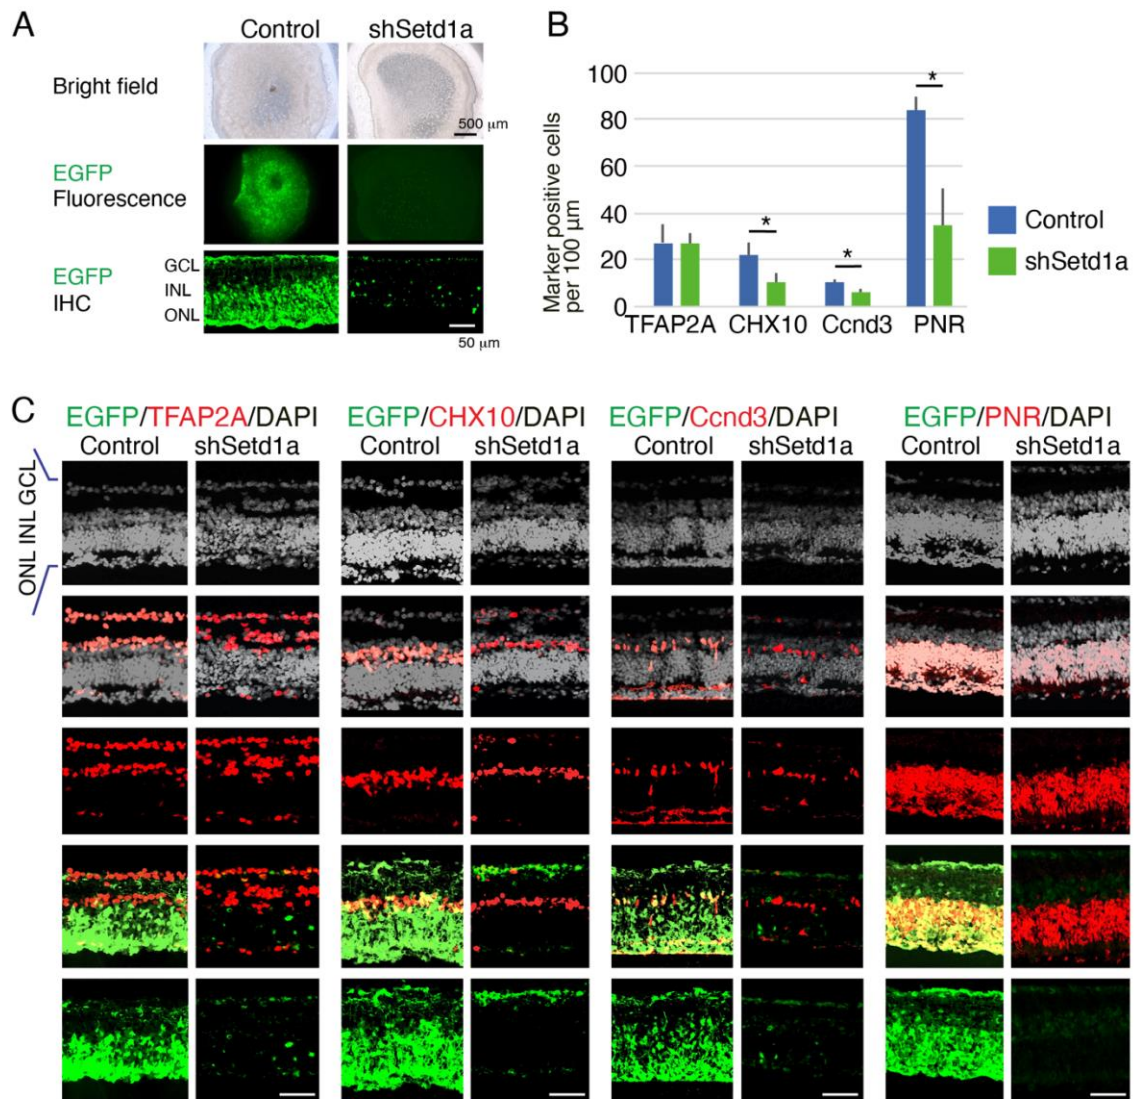 A
Control shSetd1a
Bright field
500 µm
EGFP
Fluorescence
EGFP
IHC
GCL
INL
ONL
50 µm
B
Marker positive cells
per 100 µm
100
80
60
40
20
0
* * * *
TFAP2A CHX10 Ccnd3 PNR
Control
shSetd1a
C
EGFP/TFAP2A/DAPI EGFP/CHX10/DAPI EGFP/Ccnd3/DAPI EGFP/PNR/DAPI
Control shSetd1a Control shSetd1a Control shSetd1a Control shSetd1a
ONL INL GCL